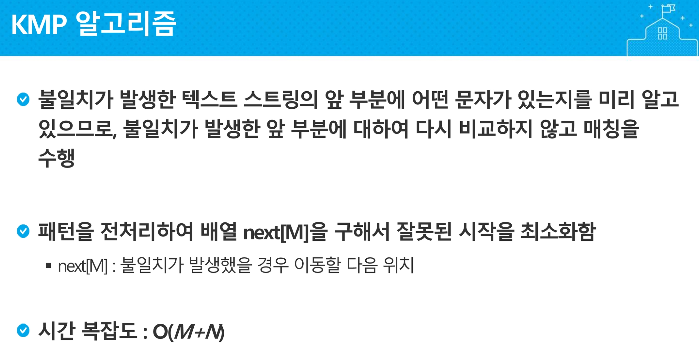 KMP 알고리즘
불일치가 발생한 텍스트 스트링의 앞 부분에 어떤 문자가 있는지를 미리 알고
있으므로, 불일치가 발생한 앞 부분에 대하여 다시 비교하지 않고 매칭을
수행
패턴을 전처리하여 배열 next[M]을 구해서 잘못된 시작을 최소화함
▪ next[M] : 불일치가 발생했을 경우 이동할 다음 위치
시간 복잡도 : O(M+N)